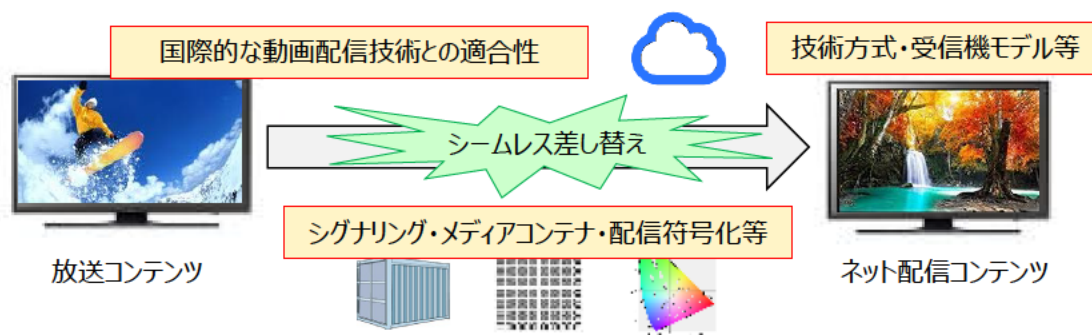 国際的な動画配信技術との適合性
技術方式・受信機モデル等
シームレス差し替え
シグナリング・メディアコンテナ・配信符号化等
放送コンテンツ
ネット配信コンテンツ